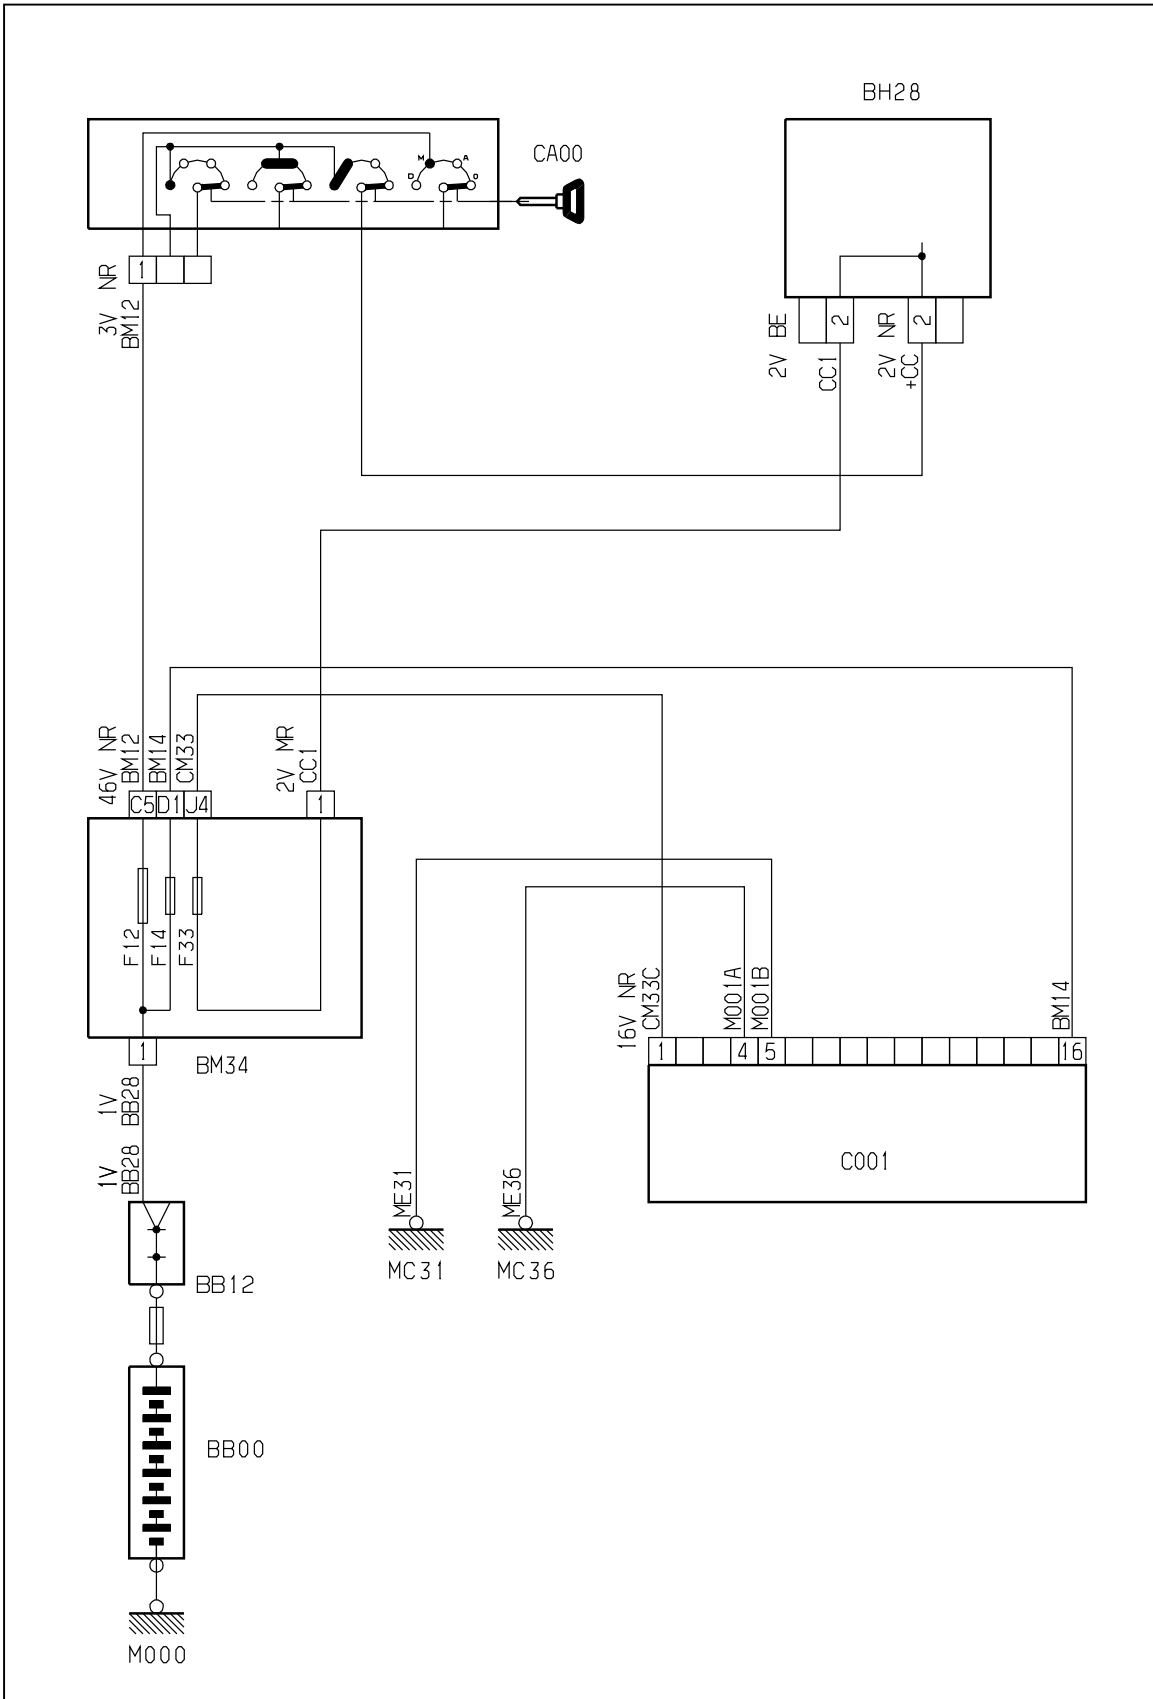 BH28
CA00
M
A
D
D
1
3V NR
BM12
2
2
2V BE
CC1
2V NR
+CC
46V NR
BM12
BM14
CM33
2V MR
CC1
C5
D1
J4
1
F12
F14
F33
16V NR
CM33C
M001A
M001B
BM14
1
4
5
16
1
BM34
1V
BB28
1V
BB28
C001
ME31
ME36
MC31
MC36
BB12
BB00
M000